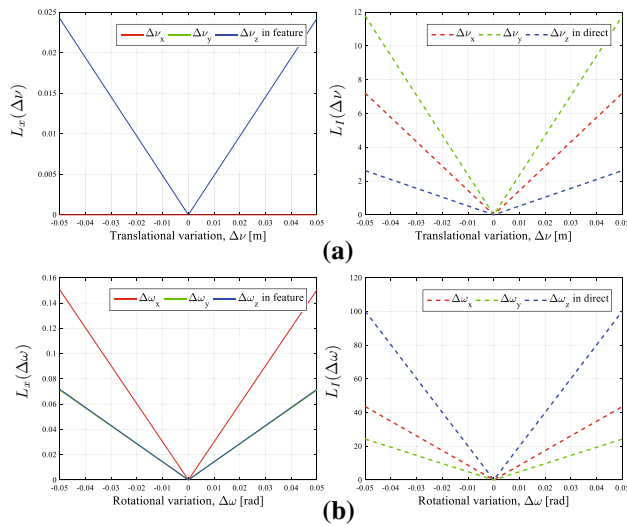 0.025
0.02
0.015
0.01
0.005
0
L_x(Δν)
Δν_x Δν_y Δν_z in feature
-0.05 -0.04 -0.03 -0.02 -0.01 0 0.01 0.02 0.03 0.04 0.05
Translational variation, Δν [m]
12
10
8
6
4
2
0
L_I(Δν)
Δν_x Δν_y Δν_z in direct
-0.05 -0.04 -0.03 -0.02 -0.01 0 0.01 0.02 0.03 0.04 0.05
Translational variation, Δν [m]
(a)
0.16
0.14
0.12
0.1
0.08
0.06
0.04
0.02
0
L_x(Δω)
Δω_x Δω_y Δω_z in feature
-0.05 -0.04 -0.03 -0.02 -0.01 0 0.01 0.02 0.03 0.04 0.05
Rotational variation, Δω [rad]
120
100
80
60
40
20
0
L_I(Δω)
Δω_x Δω_y Δω_z in direct
-0.05 -0.04 -0.03 -0.02 -0.01 0 0.01 0.02 0.03 0.04 0.05
Rotational variation, Δω [rad]
(b)